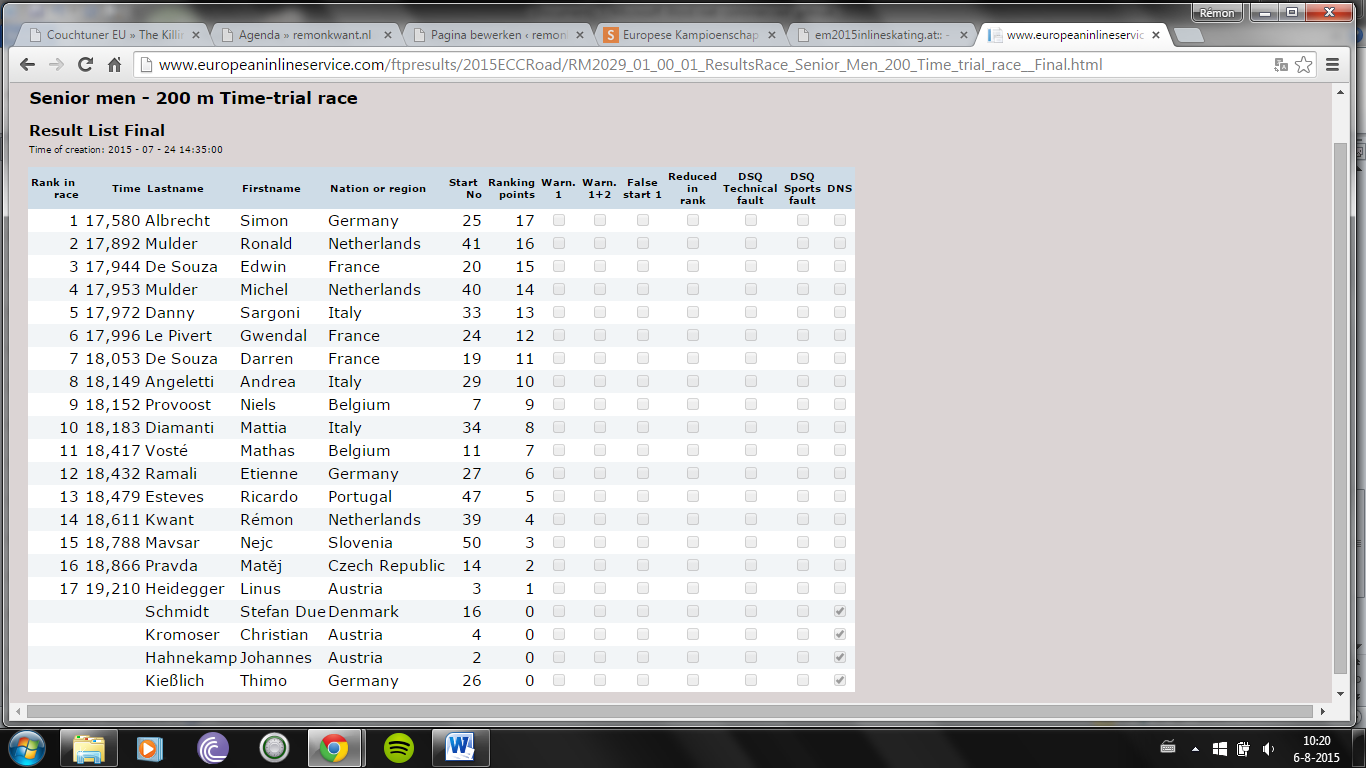 Rémon
Couchtuner EU » The Killi
Agenda » remonkwant.nl
Pagina bewerken ‹ remon
Europese Kampioenschap
em2015inlineskating.at:: -
www.europeaninlineservic
www.europeaninlineservice.com/ftpresults/2015ECCRoad/RM2029_01_00_01_ResultsRace_Senior_Men_200_Time_trial_race__Final.html
Senior men - 200 m Time-trial race
Result List Final
Time of creation: 2015 - 07 - 24 14:35:00
Rank in race Time Lastname Firstname Nation or region Start No Ranking points Warn. 1 Warn. 1+2 False start 1 Reduced in rank DSQ Technical fault DSQ Sports fault DNS
1 17,580 Albrecht Simon Germany 25 17
2 17,892 Mulder Ronald Netherlands 41 16
3 17,944 De Souza Edwin France 20 15
4 17,953 Mulder Michel Netherlands 40 14
5 17,972 Danny Sargoni Italy 33 13
6 17,996 Le Pivert Gwendal France 24 12
7 18,053 De Souza Darren France 19 11
8 18,149 Angeletti Andrea Italy 29 10
9 18,152 Provoost Niels Belgium 7 9
10 18,183 Diamanti Mattia Italy 34 8
11 18,417 Vosté Mathas Belgium 11 7
12 18,432 Ramali Etienne Germany 27 6
13 18,479 Esteves Ricardo Portugal 47 5
14 18,611 Kwant Rémon Netherlands 39 4
15 18,788 Mavsar Nejc Slovenia 50 3
16 18,866 Pravda Matěj Czech Republic 14 2
17 19,210 Heidegger Linus Austria 3 1
Schmidt Stefan Due Denmark 16 0
Kromoser Christian Austria 4 0
Hahnekamp Johannes Austria 2 0
Kießlich Thimo Germany 26 0
10:20
6-8-2015